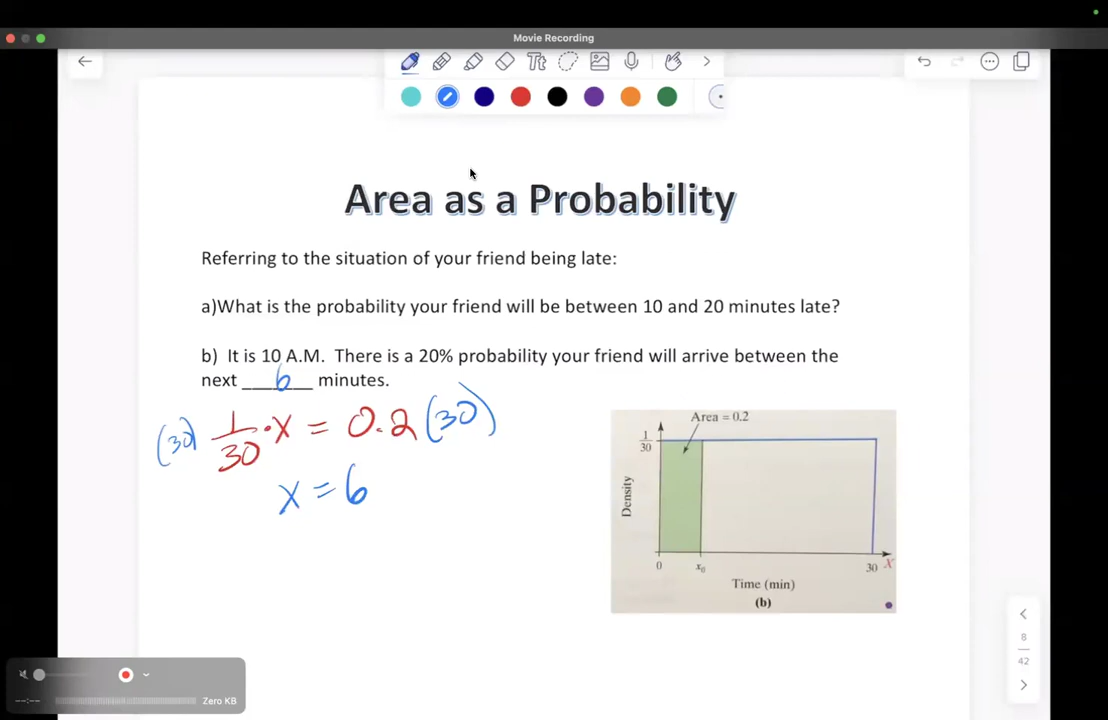 Movie Recording
Tt
Area as a Probability
Referring to the situation of your friend being late:
a)What is the probability your friend will be between 10 and 20 minutes late?
b) It is 10 A.M. There is a 20% probability your friend will arrive between the
next ___6___ minutes.
(30) 1/30 · x = 0.2 (30)
x = 6
Area = 0.2
1/30
Density
0 x₀ 30 X
Time (min)
(b)
8
42
--:--
Zero KB